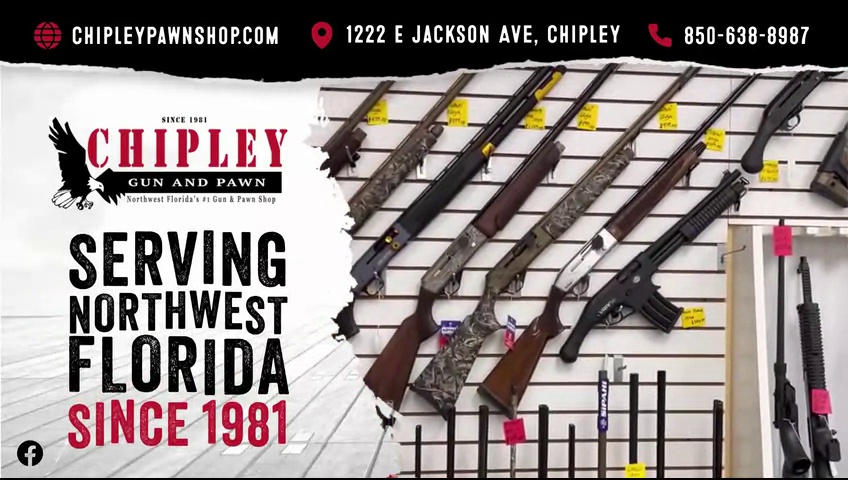 CHIPLEYPAWNSHOP.COM
1222 E JACKSON AVE, CHIPLEY
850-638-8987
SINCE 1981
CHIPLEY
GUN AND PAWN
Northwest Florida's #1 Gun & Pawn Shop
SERVING
NORTHWEST
FLORIDA
SINCE 1981
SIPAHI